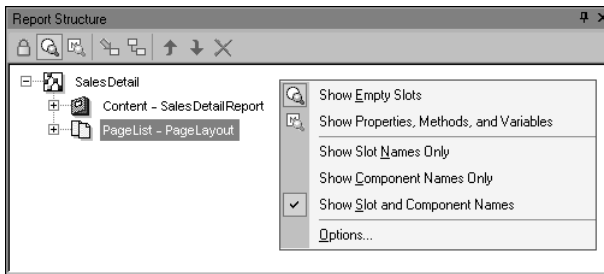 Report Structure
SalesDetail
Content - SalesDetailReport
PageList - PageLayout
Show Empty Slots
Show Properties, Methods, and Variables
Show Slot Names Only
Show Component Names Only
Show Slot and Component Names
Options...